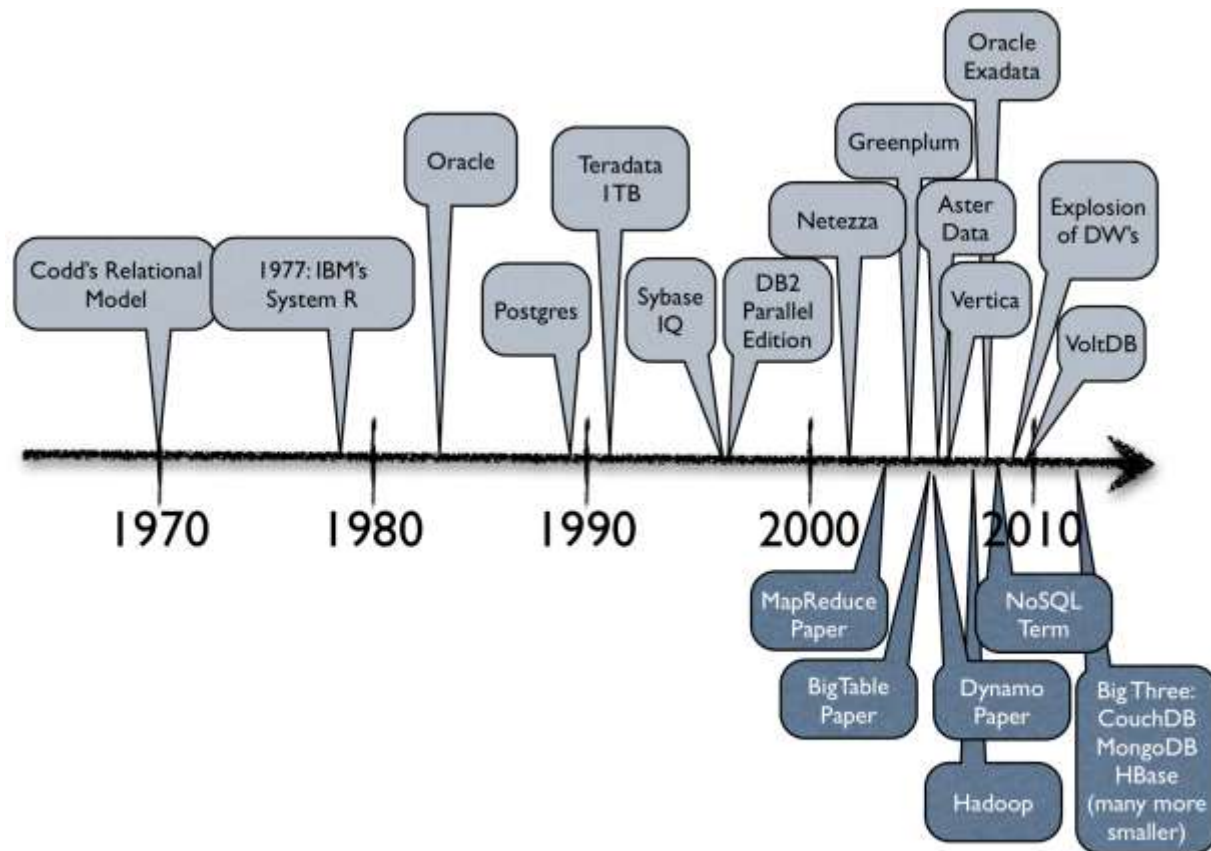 Oracle
Exadata
Greenplum
Oracle
Teradata
1TB
Netezza
Aster
Data
Explosion
of DW's
Codd's Relational
Model
1977: IBM's
System R
Postgres
Sybase
IQ
DB2
Parallel
Edition
Vertica
VoltDB
1970
1980
1990
2000
2010
MapReduce
Paper
NoSQL
Term
BigTable
Paper
Dynamo
Paper
Hadoop
Big Three:
CouchDB
MongoDB
HBase
(many more
smaller)